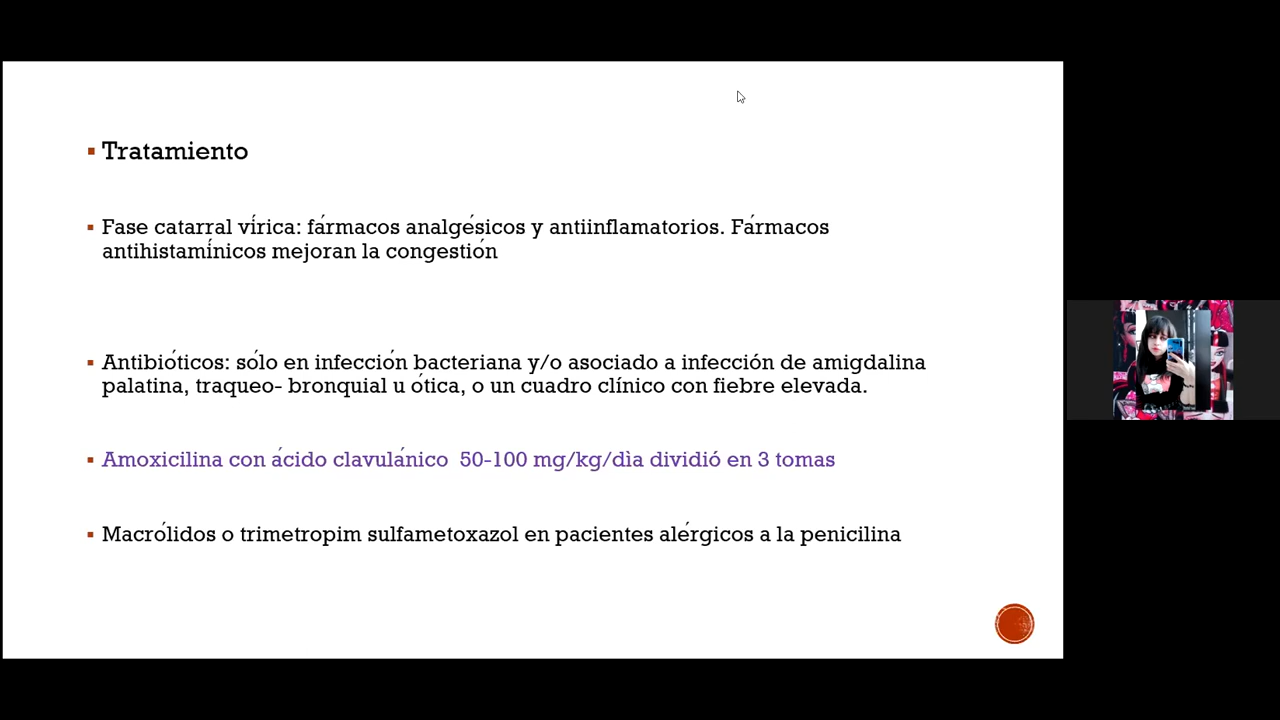 Tratamiento
Fase catarral vírica: fármacos analgésicos y antiinflamatorios. Fármacos
antihistamínicos mejoran la congestión
Antibióticos: sólo en infección bacteriana y/o asociado a infección de amigdalina
palatina, traqueo- bronquial u ótica, o un cuadro clínico con fiebre elevada.
Amoxicilina con ácido clavulánico 50-100 mg/kg/dìa dividió en 3 tomas
Macrólidos o trimetropim sulfametoxazol en pacientes alérgicos a la penicilina